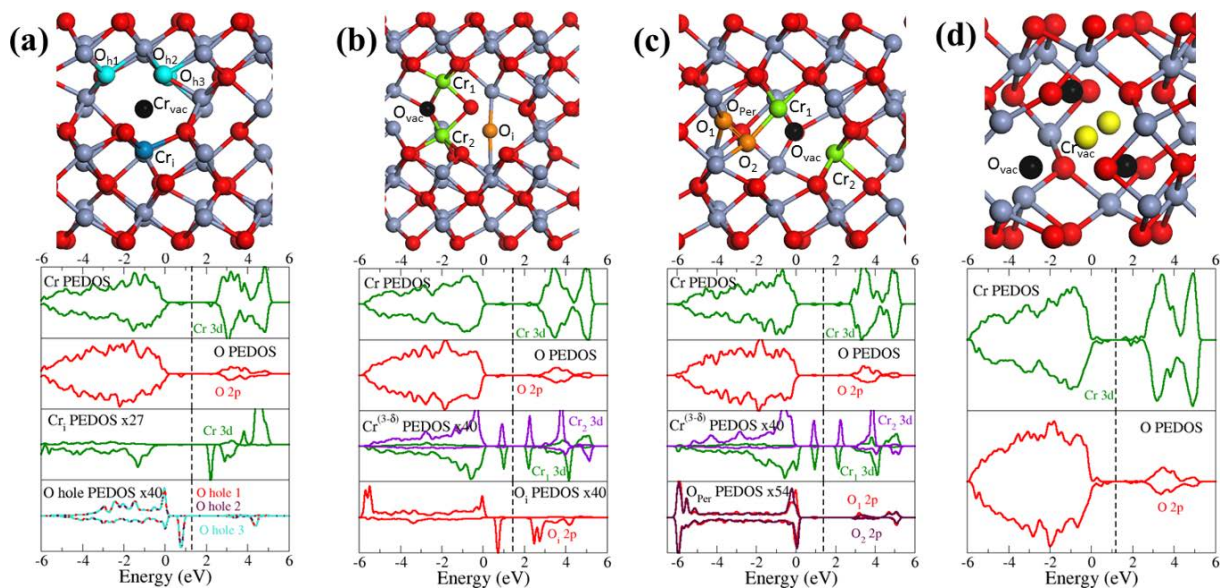 (a)
O_h1
O_h2
O_h3
Cr_vac
Cr_i
-6 -4 -2 0 2 4 6
Cr PEDOS
Cr 3d
O PEDOS
O 2p
Cr_i PEDOS x27
Cr 3d
O hole PEDOS x40
O hole 1
O hole 2
O hole 3
-6 -4 -2 0 2 4 6
Energy (eV)
(b)
Cr_1
O_vac
Cr_2
O_i
-6 -4 -2 0 2 4 6
Cr PEDOS
Cr 3d
O PEDOS
O 2p
Cr^(3-δ) PEDOS x40
Cr_2 3d
Cr_1 3d
O_i PEDOS x40
O_i 2p
-6 -4 -2 0 2 4 6
Energy (eV)
(c)
O_Per
Cr_1
O_1
O_2
O_vac
Cr_2
-6 -4 -2 0 2 4 6
Cr PEDOS
Cr 3d
O PEDOS
O 2p
Cr^(3-δ) PEDOS x40
Cr_2 3d
Cr_1 3d
O_Per PEDOS x54
O_1 2p
O_2 2p
-6 -4 -2 0 2 4 6
Energy (eV)
(d)
Cr_vac
O_vac
-6 -4 -2 0 2 4 6
Cr PEDOS
Cr 3d
O PEDOS
O 2p
-6 -4 -2 0 2 4 6
Energy (eV)